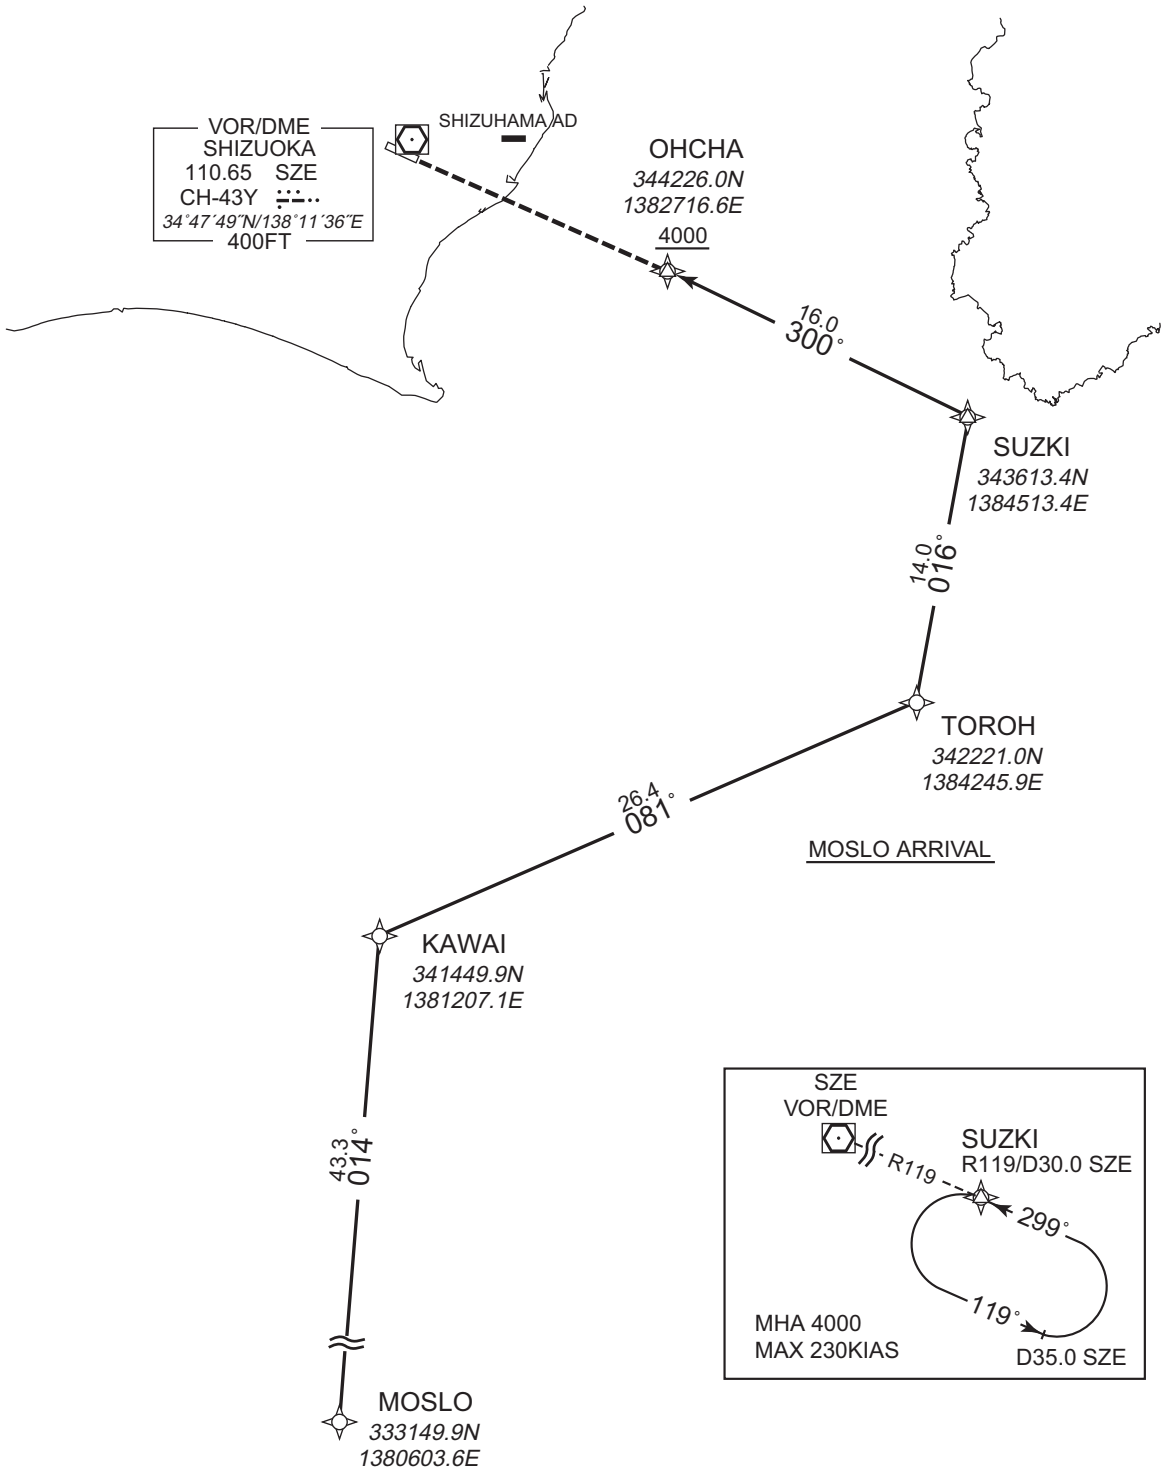 VOR/DME
SHIZUOKA
110.65 SZE
CH-43Y
34°47′49″N/138°11′36″E
400FT
SHIZUHAMA AD
OHCHA
344226.0N
1382716.6E
4000
16.0
300°
SUZKI
343613.4N
1384513.4E
14.0
016°
TOROH
342221.0N
1384245.9E
26.4
081°
MOSLO ARRIVAL
KAWAI
341449.9N
1381207.1E
43.3
014°
MOSLO
333149.9N
1380603.6E
SZE
VOR/DME
R119
SUZKI
R119/D30.0 SZE
299°
119°
D35.0 SZE
MHA 4000
MAX 230KIAS